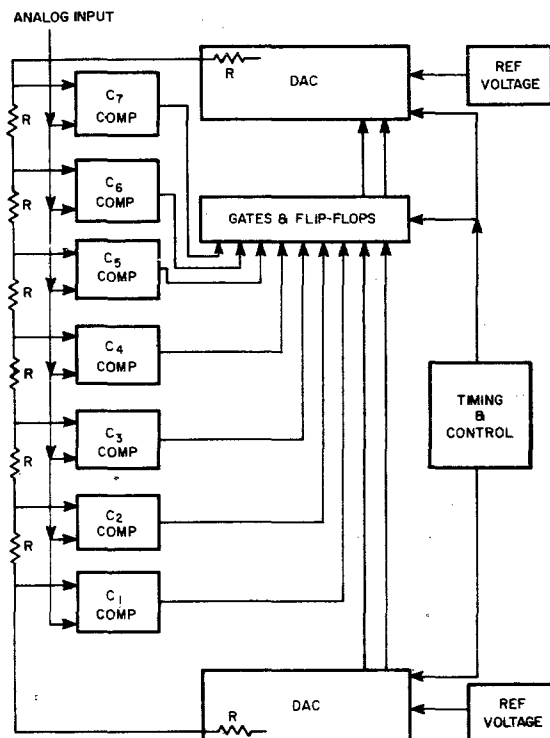 ANALOG INPUT
R
DAC
REF
VOLTAGE
C7
COMP
R
C6
COMP
R
GATES & FLIP-FLOPS
C5
COMP
R
C4
COMP
R
TIMING
&
CONTROL
C3
COMP
R
C2
COMP
R
C1
COMP
R
DAC
REF
VOLTAGE